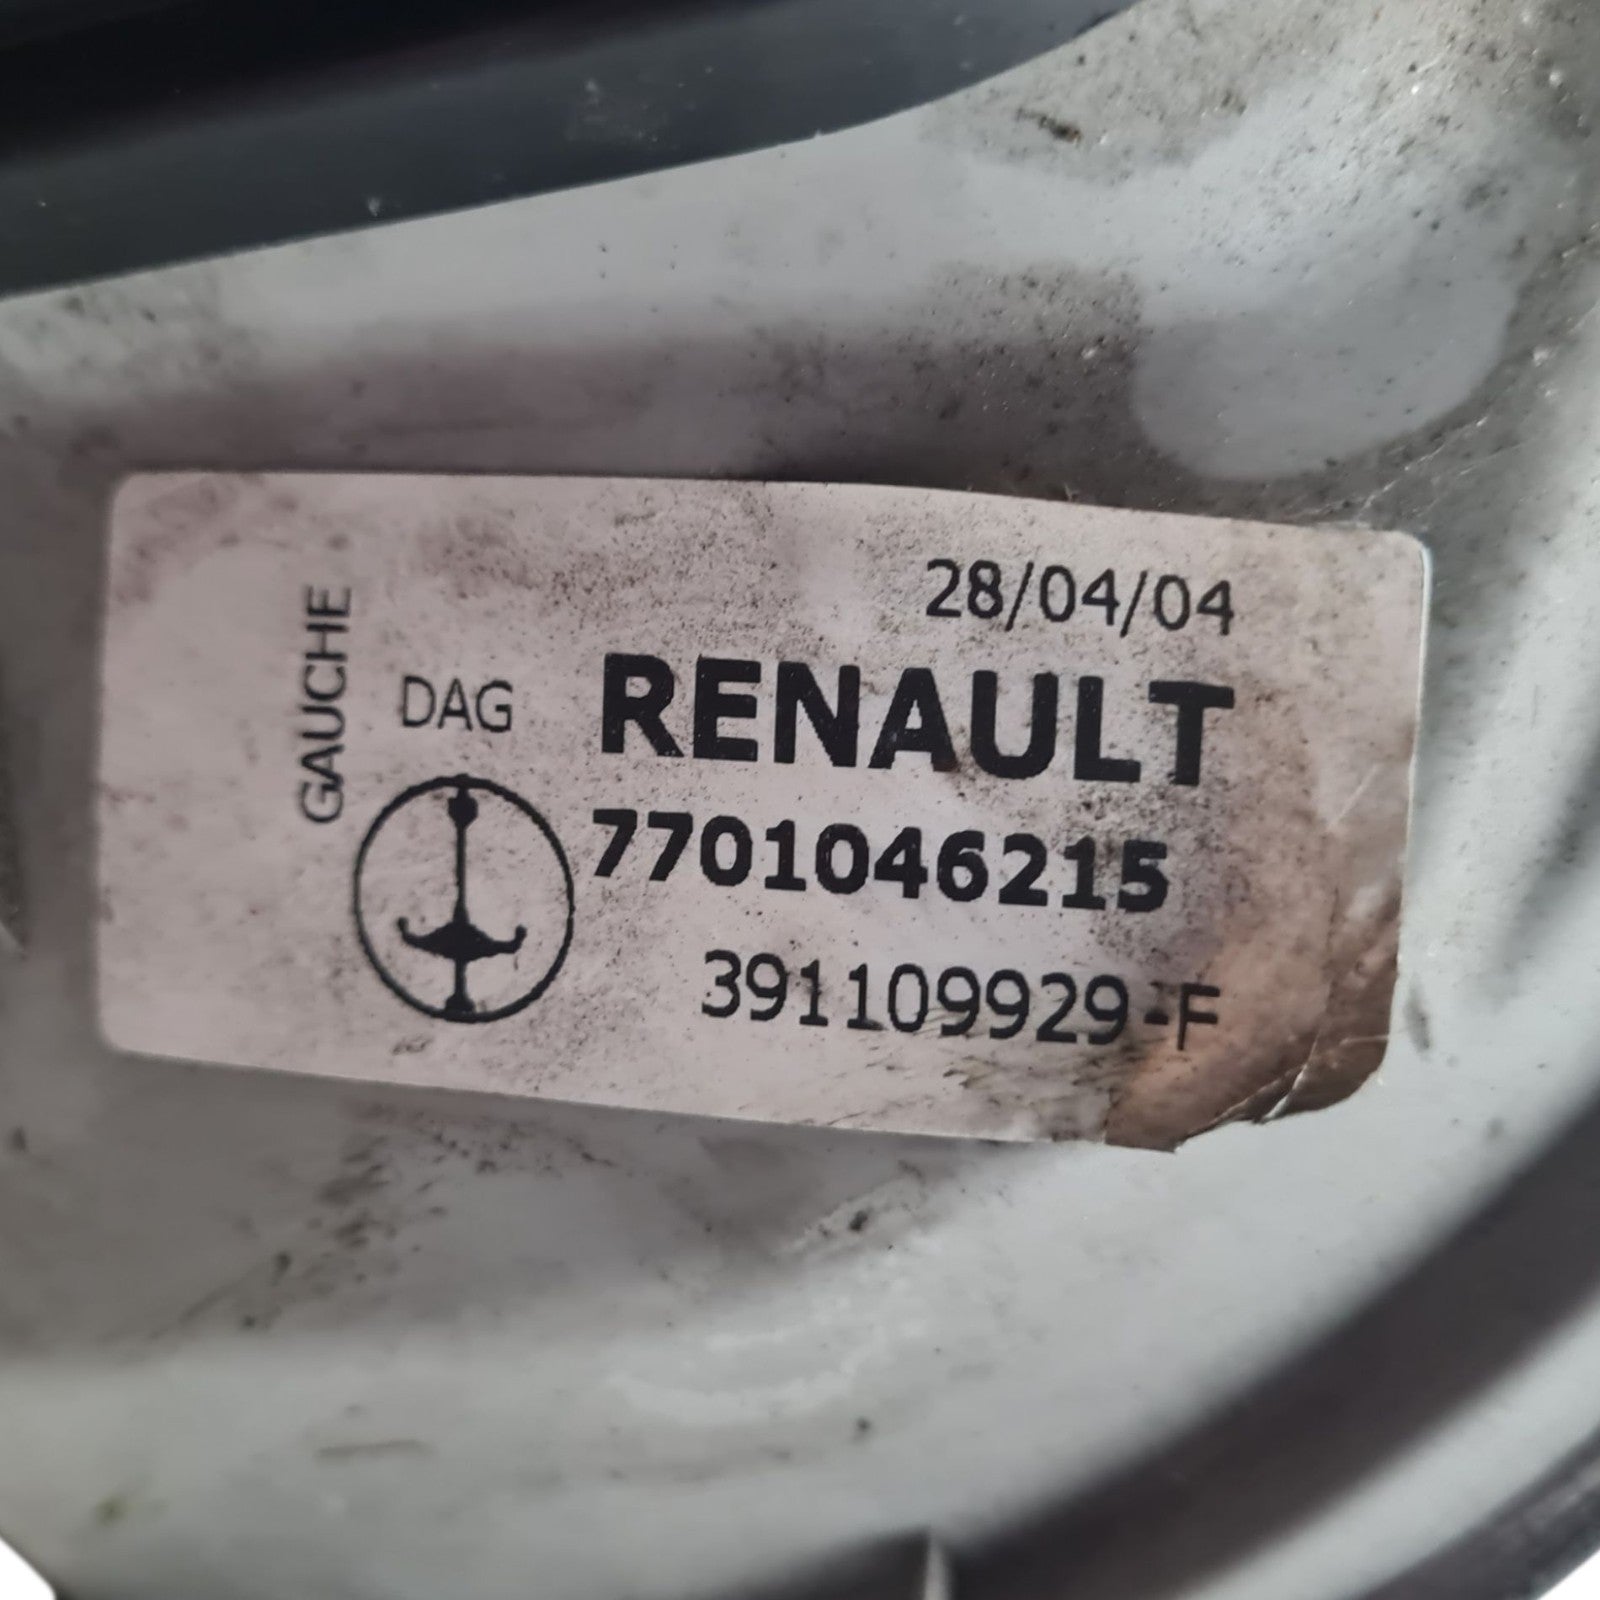 28/04/04
GAUCHE
DAG
RENAULT
7701046215
391109929-F